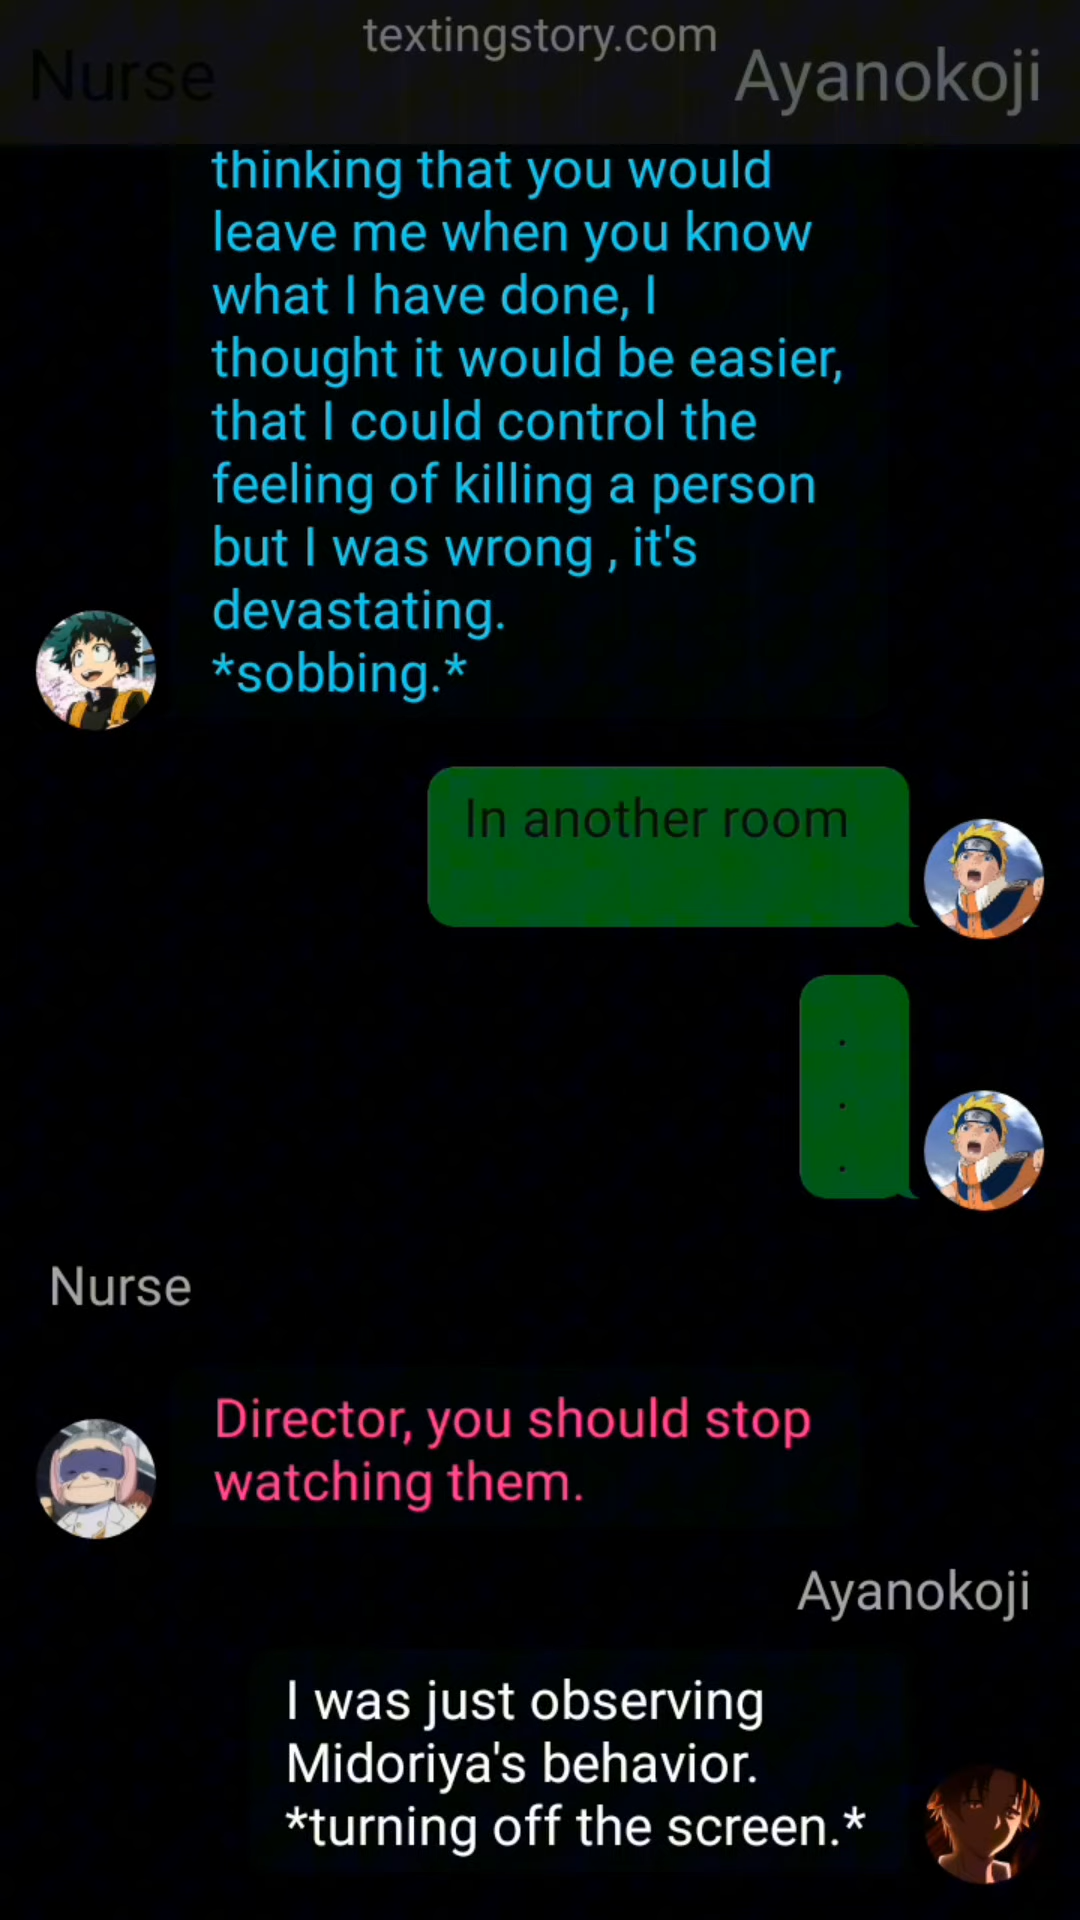 textingstory.com
Nurse
Ayanokoji
thinking that you would
leave me when you know
what I have done, I
thought it would be easier,
that I could control the
feeling of killing a person
but I was wrong , it's
devastating.
*sobbing.*
In another room
.
.
.
Nurse
Director, you should stop
watching them.
Ayanokoji
I was just observing
Midoriya's behavior.
*turning off the screen.*